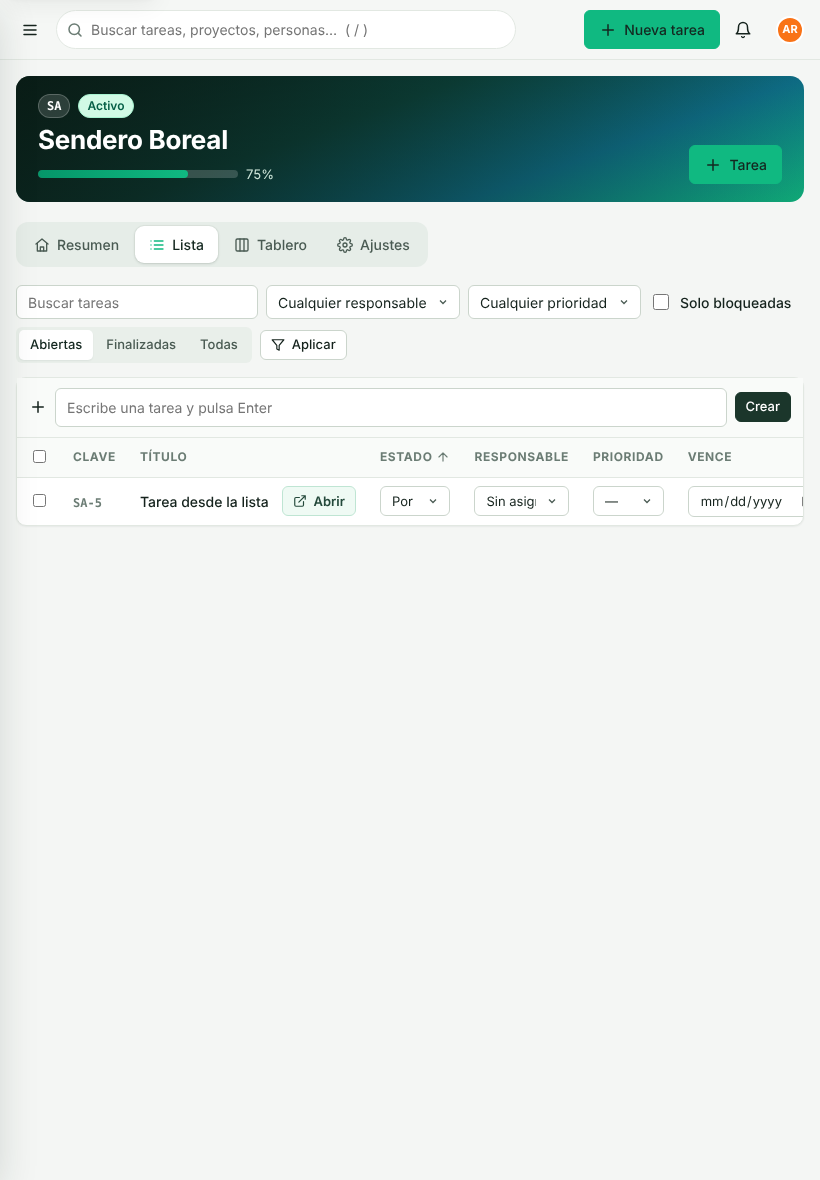 Buscar tareas, proyectos, personas... ( / )
Nueva tarea
AR
SA
Activo
Sendero Boreal
75%
Tarea
Resumen
Lista
Tablero
Ajustes
Buscar tareas
Cualquier responsable
Cualquier prioridad
Solo bloqueadas
Abiertas
Finalizadas
Todas
Aplicar
Escribe una tarea y pulsa Enter
Crear
CLAVE TÍTULO ESTADO RESPONSABLE PRIORIDAD VENCE
SA-5 Tarea desde la lista Abrir Por Sin asig — mm/dd/yyyy